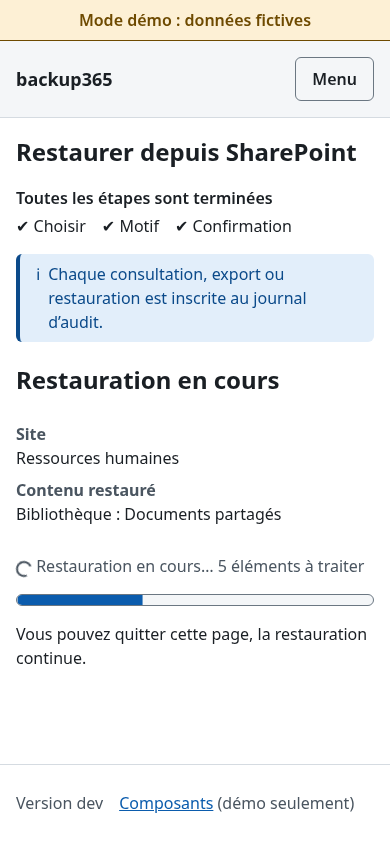 Mode démo : données fictives
backup365
Menu
Restaurer depuis SharePoint
Toutes les étapes sont terminées
✔ Choisir ✔ Motif ✔ Confirmation
i Chaque consultation, export ou
restauration est inscrite au journal
d’audit.
Restauration en cours
Site
Ressources humaines
Contenu restauré
Bibliothèque : Documents partagés
Restauration en cours... 5 éléments à traiter
Vous pouvez quitter cette page, la restauration
continue.
Version dev Composants (démo seulement)